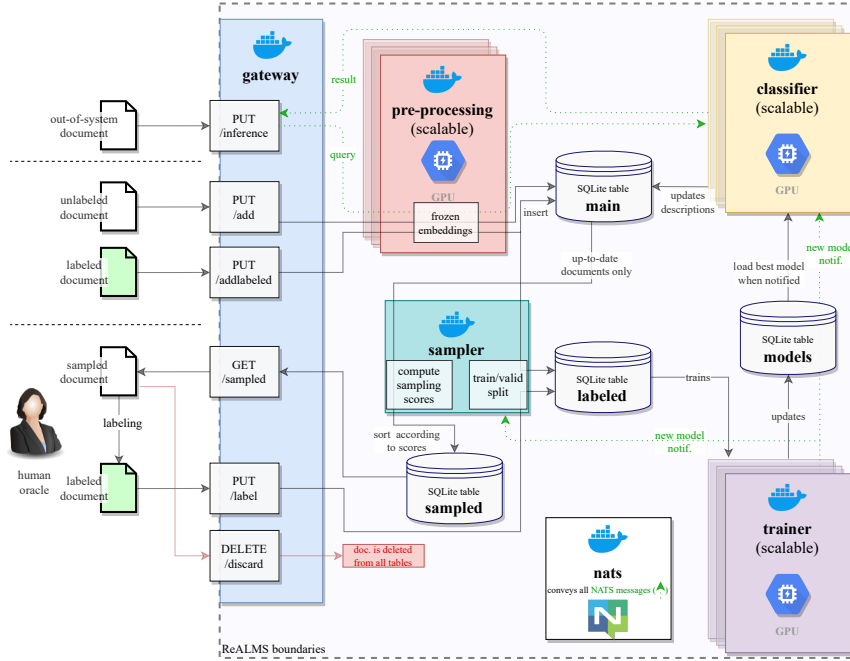 gateway
result
pre-processing
(scalable)
GPU
classifier
(scalable)
GPU
out-of-system
document
PUT
/inference
query
unlabeled
document
PUT
/add
frozen
embeddings
insert
SQLite table
main
updates
descriptions
labeled
document
PUT
/addlabeled
up-to-date
documents only
load best model
when notified
new model
notif.
sampler
compute
sampling
scores
train/valid
split
SQLite table
labeled
trains
SQLite table
models
updates
sampled
document
GET
/sampled
labeling
human
oracle
sort according
to scores
new model
notif.
labeled
document
PUT
/label
SQLite table
sampled
DELETE
/discard
doc. is deleted
from all tables
nats
conveys all NATS messages ( )
N
trainer
(scalable)
GPU
ReALMS boundaries